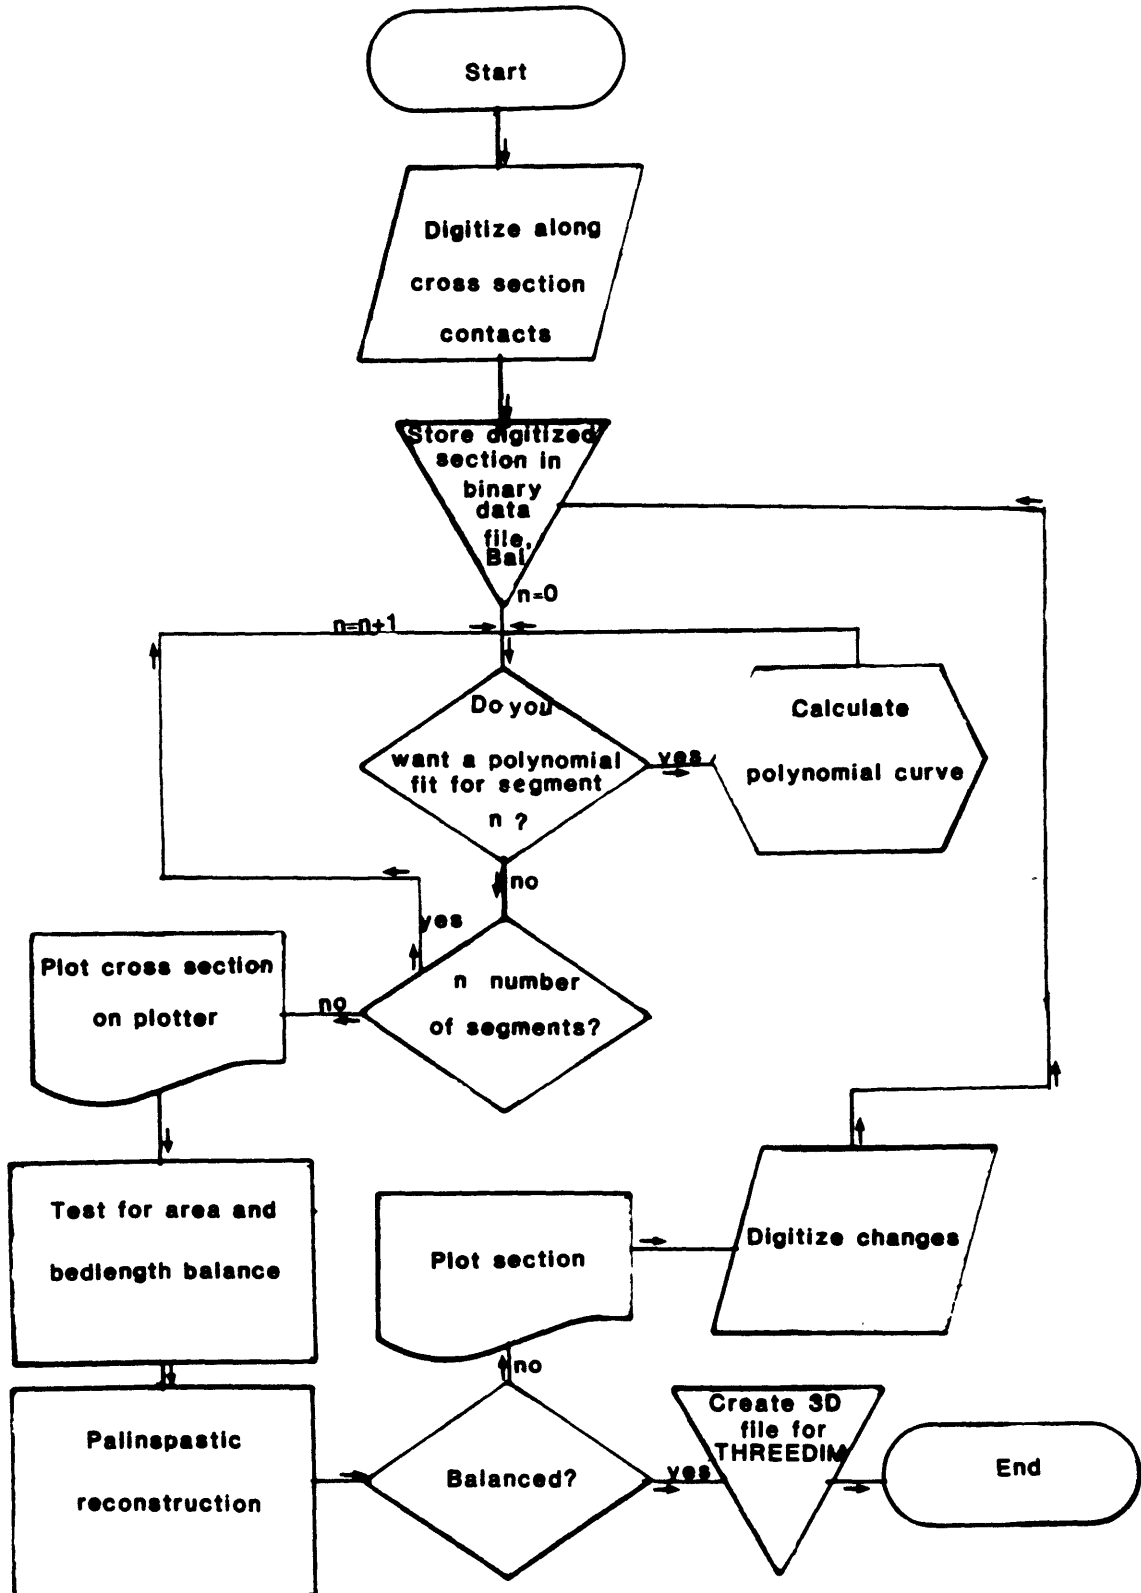 Start
Digitize along
cross section
contacts
Store digitized
section in
binary
data
file,
Bal
n=0
n=n+1
Do you
want a polynomial
fit for segment
n ?
yes
Calculate
polynomial curve
no
yes
n number
of segments?
no
Plot cross section
on plotter
Test for area and
bedlength balance
Plot section
Digitize changes
no
Palinspastic
reconstruction
Balanced?
yes
Create 3D
file for
THREEDIM
End